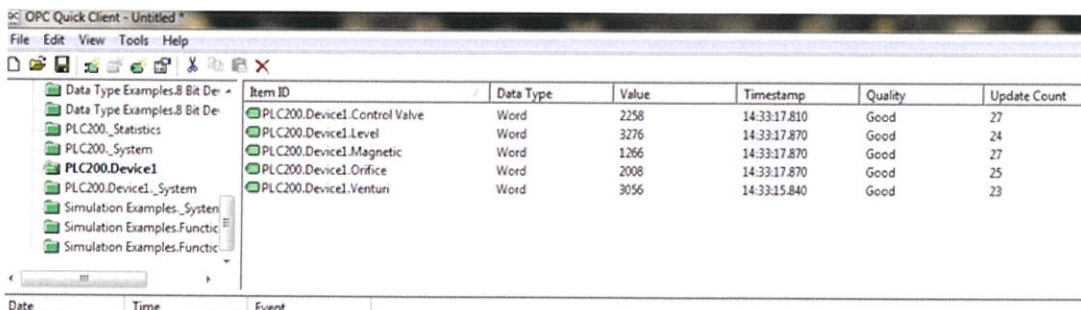 OPC Quick Client - Untitled *
File Edit View Tools Help
Data Type Examples.8 Bit De
Data Type Examples.8 Bit De
PLC200._Statistics
PLC200._System
PLC200.Device1
PLC200.Device1._System
Simulation Examples._System
Simulation Examples.Functic
Simulation Examples.Functic
Item ID Data Type Value Timestamp Quality Update Count
PLC200.Device1.Control Valve Word 2258 14:33:17.810 Good 27
PLC200.Device1.Level Word 3276 14:33:17.870 Good 24
PLC200.Device1.Magnetic Word 1266 14:33:17.870 Good 27
PLC200.Device1.Orifice Word 2008 14:33:17.870 Good 25
PLC200.Device1.Venturi Word 3056 14:33:15.840 Good 23
Date Time Event